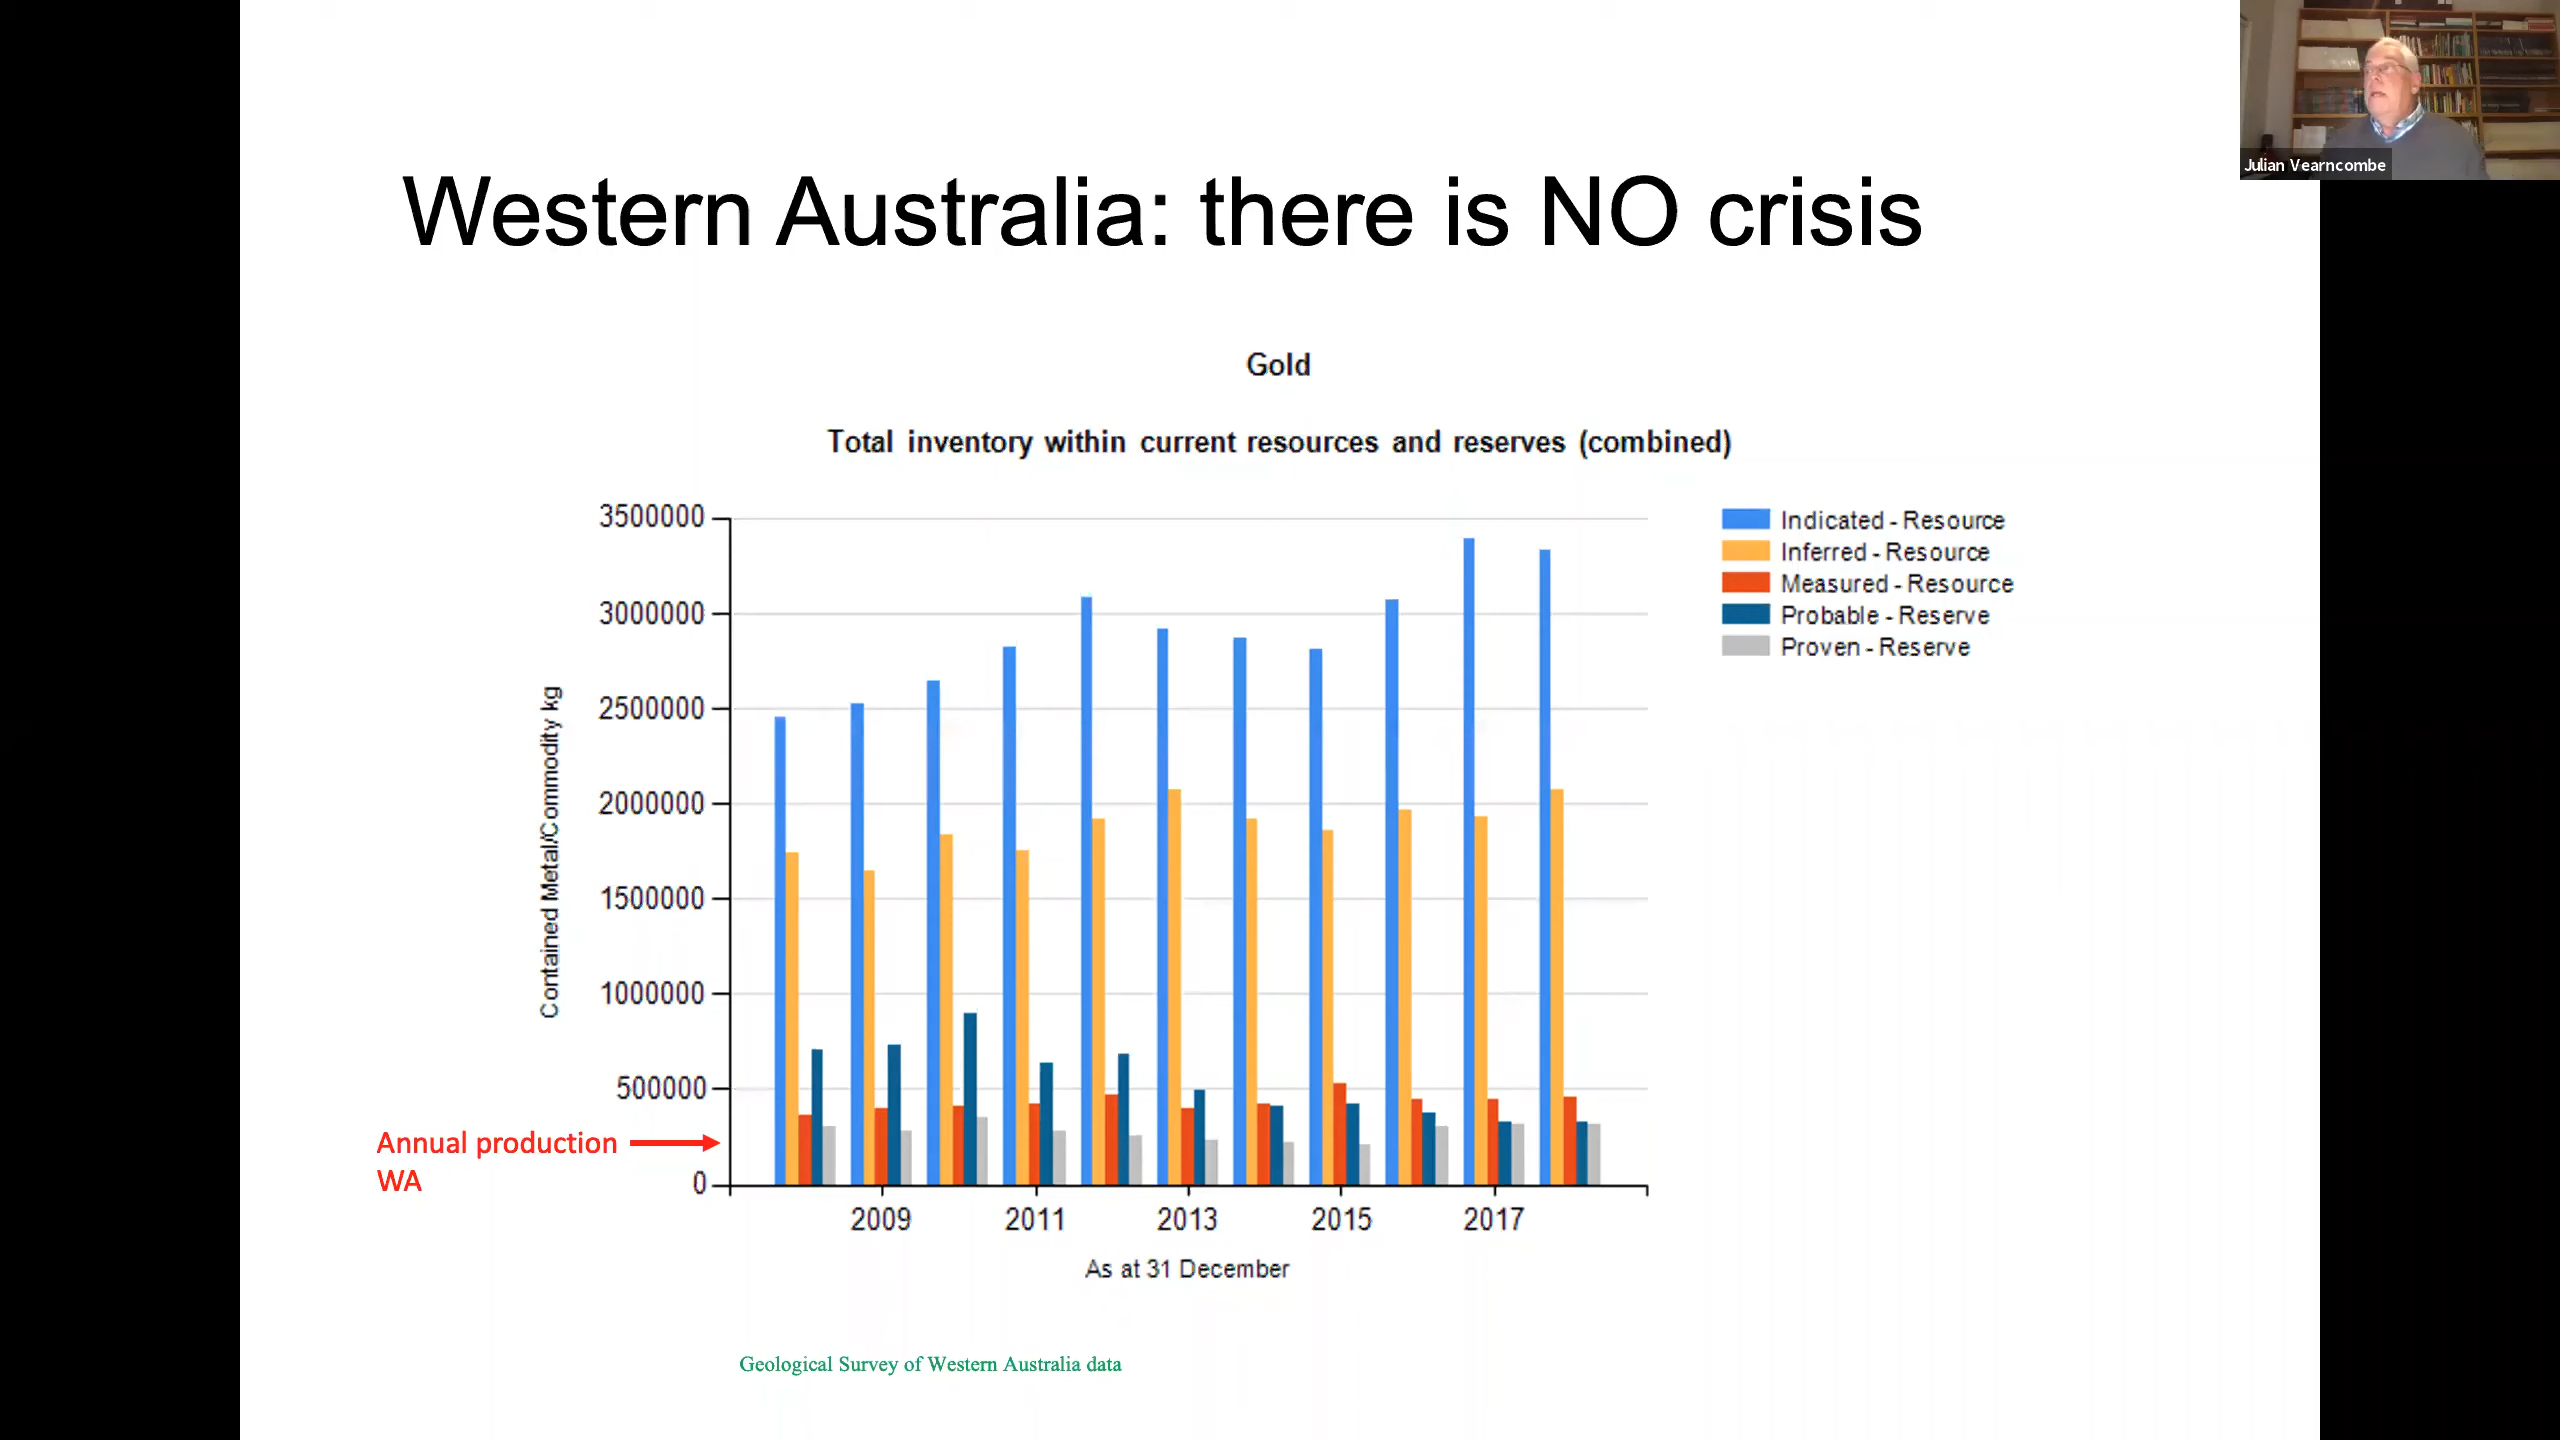 Julian Vearncombe
Western Australia: there is NO crisis
Gold
Total inventory within current resources and reserves (combined)
Contained Metal/Commodity kg
3500000
3000000
2500000
2000000
1500000
1000000
500000
0
Indicated - Resource
Inferred - Resource
Measured - Resource
Probable - Reserve
Proven - Reserve
Annual production
WA
2009 2011 2013 2015 2017
As at 31 December
Geological Survey of Western Australia data